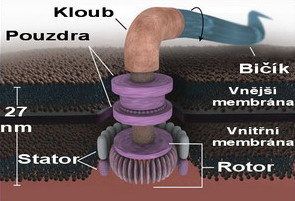 Kloub
Pouzdra
Bičík
Vnější
membrána
27
nm
Vnitřní
membrána
Stator
Rotor